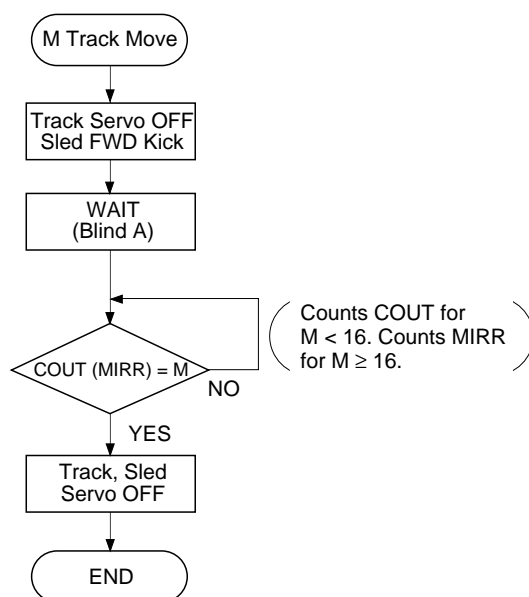 M Track Move
Track Servo OFF
Sled FWD Kick
WAIT
(Blind A)
Counts COUT for
M < 16. Counts MIRR
for M ≥ 16.
COUT (MIRR) = M
NO
YES
Track, Sled
Servo OFF
END